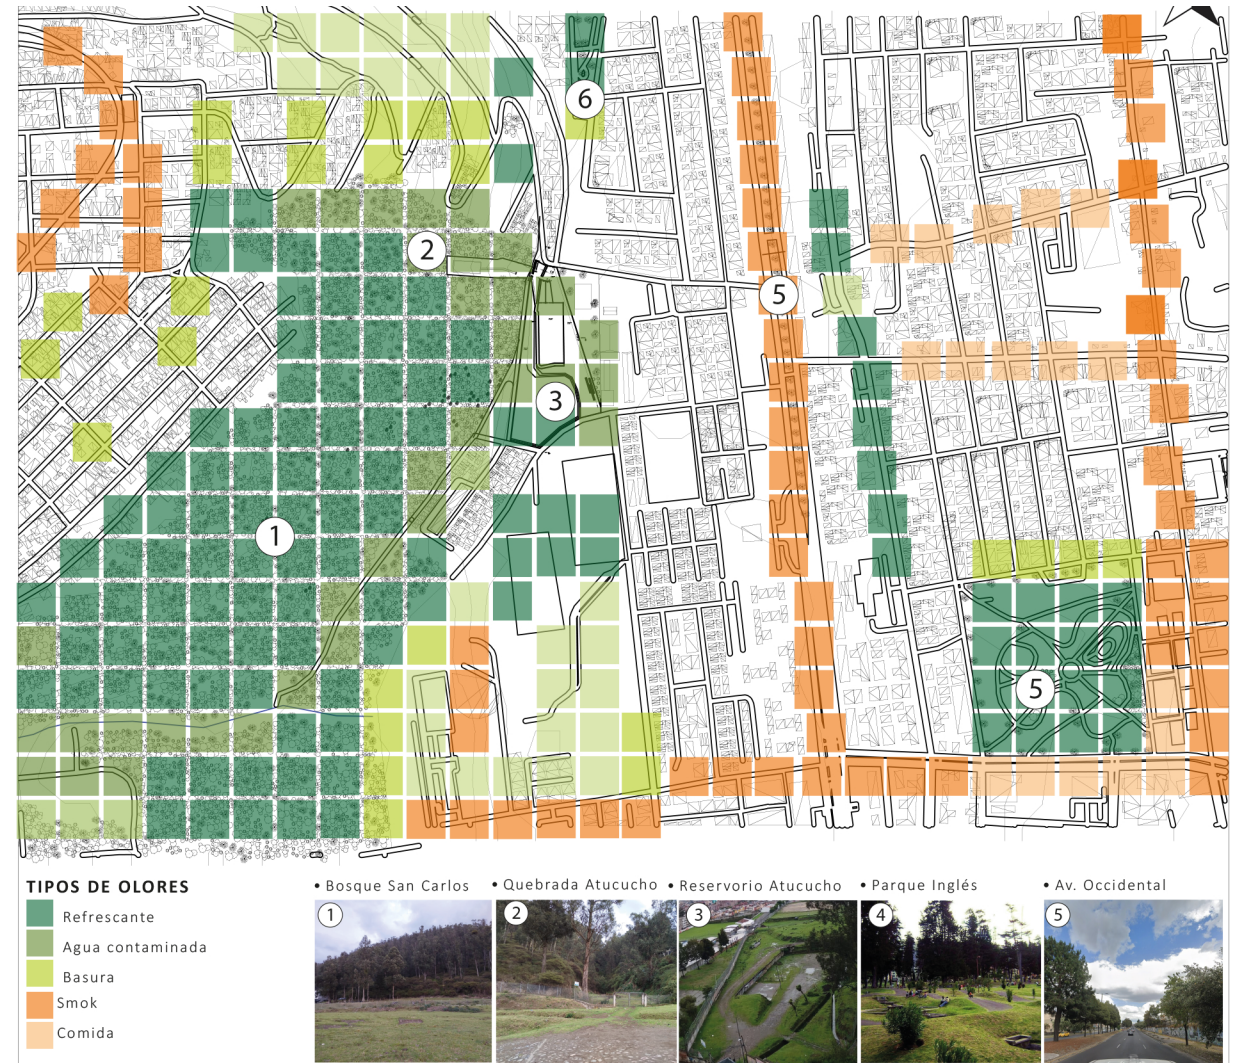 6
2
5
3
1
5
TIPOS DE OLORES
Refrescante
Agua contaminada
Basura
Smok
Comida
• Bosque San Carlos
• Quebrada Atucucho
• Reservorio Atucucho
• Parque Inglés
• Av. Occidental
1
2
3
4
5